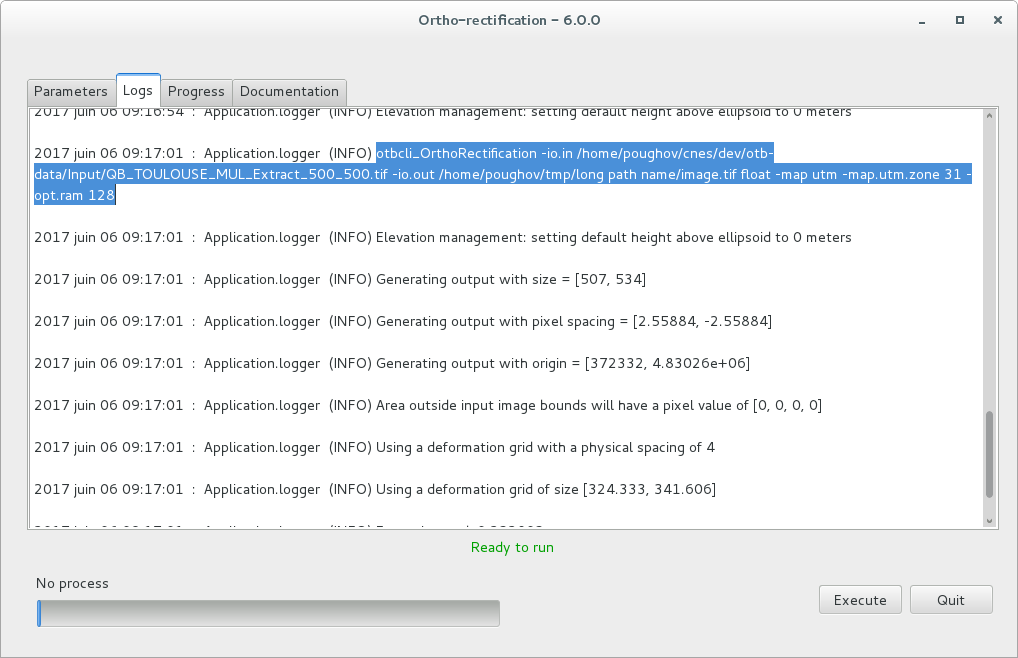 Ortho-rectification - 6.0.0
Parameters Logs Progress Documentation
2017 juin 06 09:16:54 : Application.logger (INFO) Elevation management: setting default height above ellipsoid to 0 meters
2017 juin 06 09:17:01 : Application.logger (INFO) otbcli_OrthoRectification -io.in /home/poughov/cnes/dev/otb-
data/Input/QB_TOULOUSE_MUL_Extract_500_500.tif -io.out /home/poughov/tmp/long path name/image.tif float -map utm -map.utm.zone 31 -
opt.ram 128
2017 juin 06 09:17:01 : Application.logger (INFO) Elevation management: setting default height above ellipsoid to 0 meters
2017 juin 06 09:17:01 : Application.logger (INFO) Generating output with size = [507, 534]
2017 juin 06 09:17:01 : Application.logger (INFO) Generating output with pixel spacing = [2.55884, -2.55884]
2017 juin 06 09:17:01 : Application.logger (INFO) Generating output with origin = [372332, 4.83026e+06]
2017 juin 06 09:17:01 : Application.logger (INFO) Area outside input image bounds will have a pixel value of [0, 0, 0, 0]
2017 juin 06 09:17:01 : Application.logger (INFO) Using a deformation grid with a physical spacing of 4
2017 juin 06 09:17:01 : Application.logger (INFO) Using a deformation grid of size [324.333, 341.606]
Ready to run
No process
Execute Quit